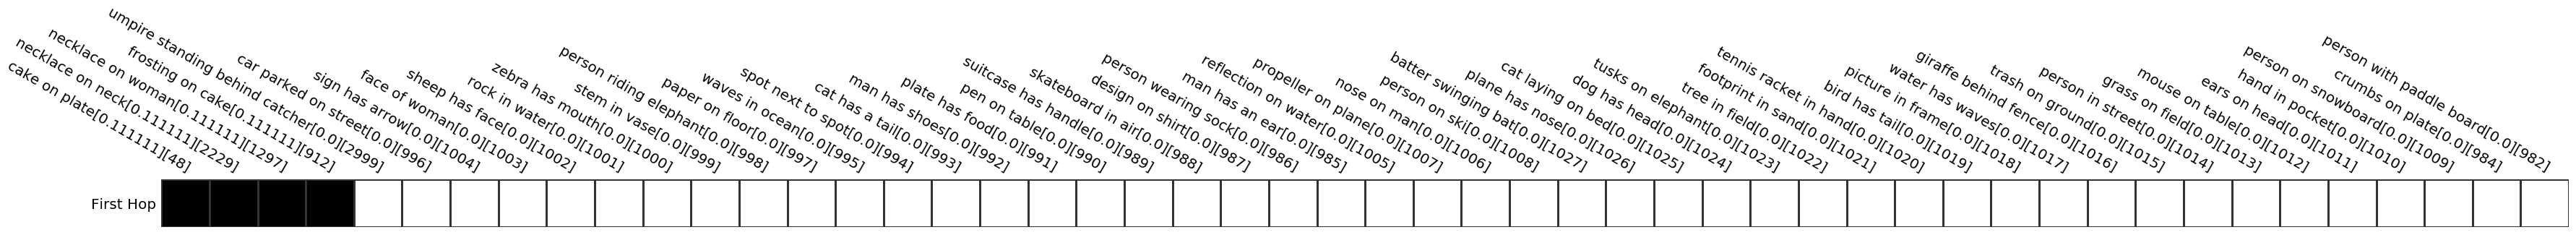 cake on plate[0.11111][48]
necklace on neck[0.11111][2229]
necklace on woman[0.11111][1297]
frosting on cake[0.11111][912]
umpire standing behind catcher[0.0][2999]
car parked on street[0.0][996]
sign has arrow[0.0][1004]
face of woman[0.0][1003]
sheep has face[0.0][1002]
rock in water[0.0][1001]
zebra has mouth[0.0][1000]
stem in vase[0.0][999]
person riding elephant[0.0][998]
paper on floor[0.0][997]
waves in ocean[0.0][995]
spot next to spot[0.0][994]
cat has a tail[0.0][993]
man has shoes[0.0][992]
plate has food[0.0][991]
pen on table[0.0][990]
suitcase has handle[0.0][989]
skateboard in air[0.0][988]
design on shirt[0.0][987]
person wearing sock[0.0][986]
man has an ear[0.0][985]
reflection on water[0.0][1005]
propeller on plane[0.0][1007]
nose on man[0.0][1006]
person on ski[0.0][1008]
batter swinging bat[0.0][1027]
plane has nose[0.0][1026]
cat laying on bed[0.0][1025]
dog has head[0.0][1024]
tusks on elephant[0.0][1023]
tree in field[0.0][1022]
footprint in sand[0.0][1021]
tennis racket in hand[0.0][1020]
bird has tail[0.0][1019]
picture in frame[0.0][1018]
water has waves[0.0][1017]
giraffe behind fence[0.0][1016]
trash on ground[0.0][1015]
person in street[0.0][1014]
grass on field[0.0][1013]
mouse on table[0.0][1012]
ears on head[0.0][1011]
hand in pocket[0.0][1010]
person on snowboard[0.0][1009]
crumbs on plate[0.0][984]
person with paddle board[0.0][982]
First Hop